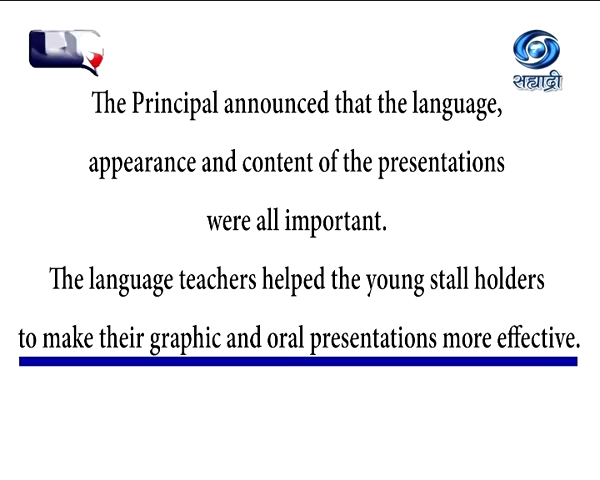 सह्याद्री
The Principal announced that the language,
appearance and content of the presentations
were all important.
The language teachers helped the young stall holders
to make their graphic and oral presentations more effective.